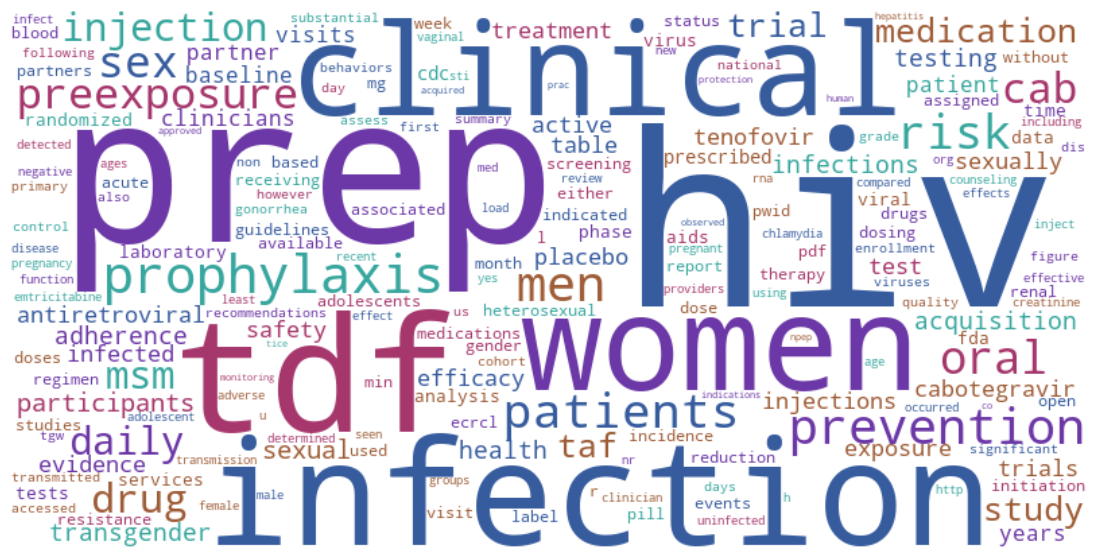 infect
blood
injection
substantial
visits
week
vaginal
treatment
clinical
status
virus
new
trial
hepatitis
medication
following
partners
sex
partner
baseline
behaviors
day
mg
cdc
sti
acquired
prac
national
protection
human
testing
without
patient
cab
assigned
time
preexposure
randomized
clinicians
approved
assess
first
summary
active
table
tenofovir
grade
risk
including
data
dis
detected
negative
primary
ages
acute
also
prep
non
based
receiving
however
gonorrhea
guidelines
available
associated
med
load
screening
review
either
indicated
phase
prescribed
infections
org
sexually
rna
compared
counseling
effects
viral
pwid
drugs
hiv
control
disease
pregnancy
function
emtricitabine
laboratory
recent
month
yes
l
placebo
observed
aids
pregnant
report
providers
chlamydia
pdf
therapy
using
dosing
enrollment
viruses
test
inject
figure
effective
renal
quality
creatinine
prophylaxis
men
dose
antiretroviral
recommendations
least
adolescents
effect
us
heterosexual
acquisition
adherence
safety
tice
medications
gender
cohort
women
npep
age
fda
oral
doses
infected
regimen
msm
tdf
monitoring
adverse
min
efficacy
analysis
indications
injections
cabotegravir
occurred
co
open
participants
studies
adolescent
u
ecrcl
patients
prevention
tgw
daily
determined
seen
sexual
used
health
taf
incidence
exposure
significant
evidence
transmission
transmitted
services
accessed
tests
drug
female
male
infection
groups
nr
reduction
r
clinician
days
events
h
http
trials
initiation
study
resistance
transgender
visit
label
pill
uninfected
years